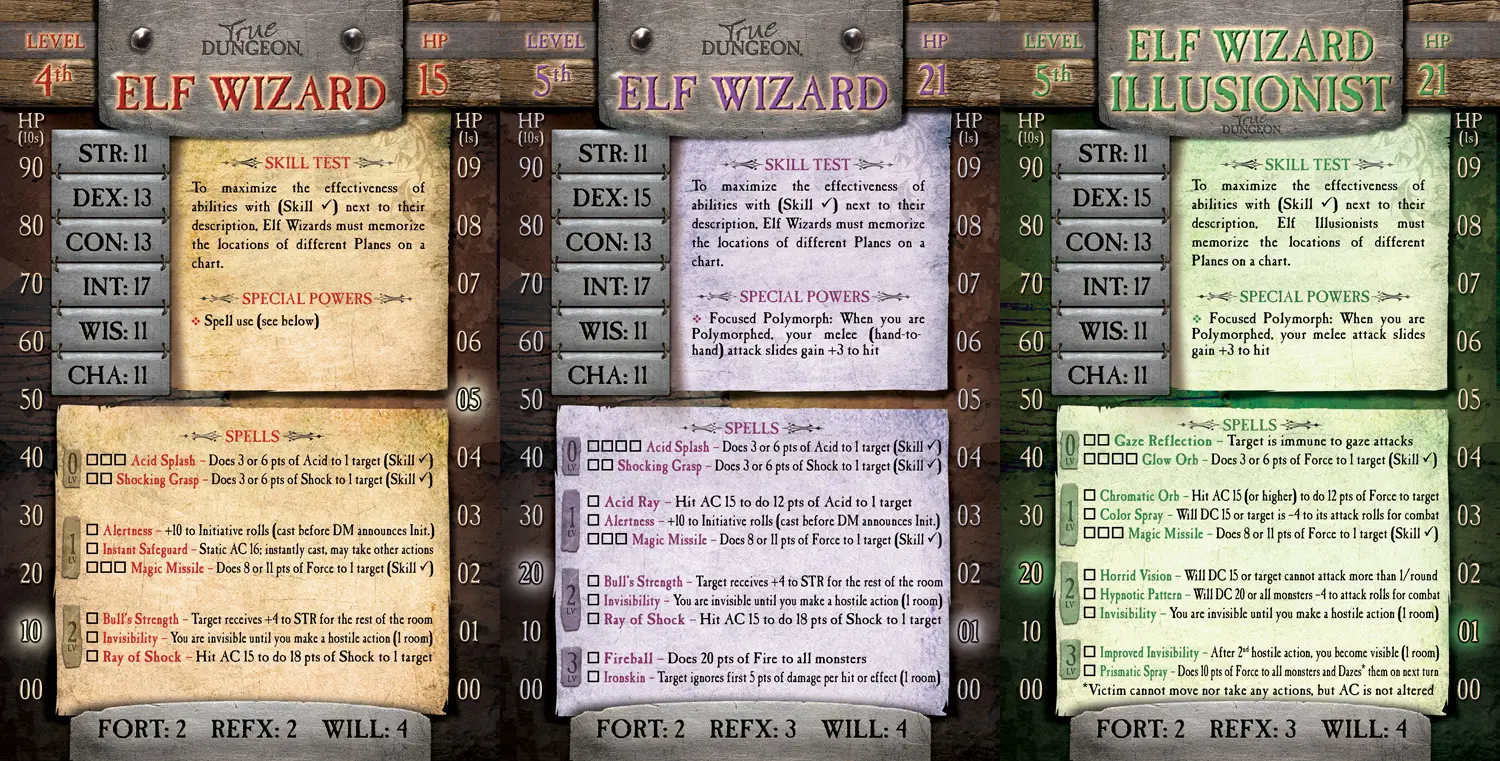 LEVEL
4th
True
DUNGEON
ELF WIZARD
HP
15
HP
(10s)
90
80
70
60
50
40
30
20
10
00
STR: 11
DEX: 13
CON: 13
INT: 17
WIS: 11
CHA: 11
SKILL TEST
To maximize the effectiveness of
abilities with (Skill ✓) next to their
description, Elf Wizards must memorize
the locations of different Planes on a
chart.
SPECIAL POWERS
❖ Spell use (see below)
HP
(1s)
09
08
07
06
05
04
03
02
01
00
SPELLS
0 LV
☐☐☐ Acid Splash – Does 3 or 6 pts of Acid to 1 target (Skill ✓)
☐☐ Shocking Grasp – Does 3 or 6 pts of Shock to 1 target (Skill ✓)
1 LV
☐ Alertness – +10 to Initiative rolls (cast before DM announces Init.)
☐ Instant Safeguard – Static AC 16; instantly cast, may take other actions
☐☐☐ Magic Missile – Does 8 or 11 pts of Force to 1 target (Skill ✓)
2 LV
☐ Bull's Strength – Target receives +4 to STR for the rest of the room
☐ Invisibility – You are invisible until you make a hostile action (1 room)
☐ Ray of Shock – Hit AC 15 to do 18 pts of Shock to 1 target
FORT: 2 REFX: 2 WILL: 4
LEVEL
5th
True
DUNGEON
ELF WIZARD
HP
21
HP
(10s)
90
80
70
60
50
40
30
20
10
00
STR: 11
DEX: 15
CON: 13
INT: 17
WIS: 11
CHA: 11
SKILL TEST
To maximize the effectiveness of
abilities with (Skill ✓) next to their
description, Elf Wizards must memorize
the locations of different Planes on a
chart.
SPECIAL POWERS
❖ Focused Polymorph: When you are
Polymorphed, your melee (hand-to-
hand) attack slides gain +3 to hit
HP
(1s)
09
08
07
06
05
04
03
02
01
00
SPELLS
0 LV
☐☐☐☐ Acid Splash – Does 3 or 6 pts of Acid to 1 target (Skill ✓)
☐☐ Shocking Grasp – Does 3 or 6 pts of Shock to 1 target (Skill ✓)
1 LV
☐ Acid Ray – Hit AC 15 to do 12 pts of Acid to 1 target
☐ Alertness – +10 to Initiative rolls (cast before DM announces Init.)
☐☐☐ Magic Missile – Does 8 or 11 pts of Force to 1 target (Skill ✓)
2 LV
☐ Bull's Strength – Target receives +4 to STR for the rest of the room
☐ Invisibility – You are invisible until you make a hostile action (1 room)
☐ Ray of Shock – Hit AC 15 to do 18 pts of Shock to 1 target
3 LV
☐ Fireball – Does 20 pts of Fire to all monsters
☐ Ironskin – Target ignores first 5 pts of damage per hit or effect (1 room)
FORT: 2 REFX: 3 WILL: 4
LEVEL
5th
ELF WIZARD
ILLUSIONIST
True
DUNGEON
HP
21
HP
(10s)
90
80
70
60
50
40
30
20
10
00
STR: 11
DEX: 15
CON: 13
INT: 17
WIS: 11
CHA: 11
SKILL TEST
To maximize the effectiveness of
abilities with (Skill ✓) next to their
description, Elf Illusionists must
memorize the locations of different
Planes on a chart.
SPECIAL POWERS
❖ Focused Polymorph: When you are
Polymorphed, your melee attack slides
gain +3 to hit
HP
(1s)
09
08
07
06
05
04
03
02
01
00
SPELLS
0 LV
☐☐ Gaze Reflection – Target is immune to gaze attacks
☐☐☐☐ Glow Orb – Does 3 or 6 pts of Force to 1 target (Skill ✓)
1 LV
☐ Chromatic Orb – Hit AC 15 (or higher) to do 12 pts of Force to target
☐ Color Spray – Will DC 15 or target is –4 to its attack rolls for combat
☐☐☐ Magic Missile – Does 8 or 11 pts of Force to 1 target (Skill ✓)
2 LV
☐ Horrid Vision – Will DC 15 or target cannot attack more than 1/round
☐ Hypnotic Pattern – Will DC 20 or all monsters –4 to attack rolls for combat
☐ Invisibility – You are invisible until you make a hostile action (1 room)
3 LV
☐ Improved Invisibility – After 2nd hostile action, you become visible (1 room)
☐ Prismatic Spray – Does 10 pts of Force to all monsters and Dazes* them on next turn
*Victim cannot move nor take any actions, but AC is not altered
FORT: 2 REFX: 3 WILL: 4